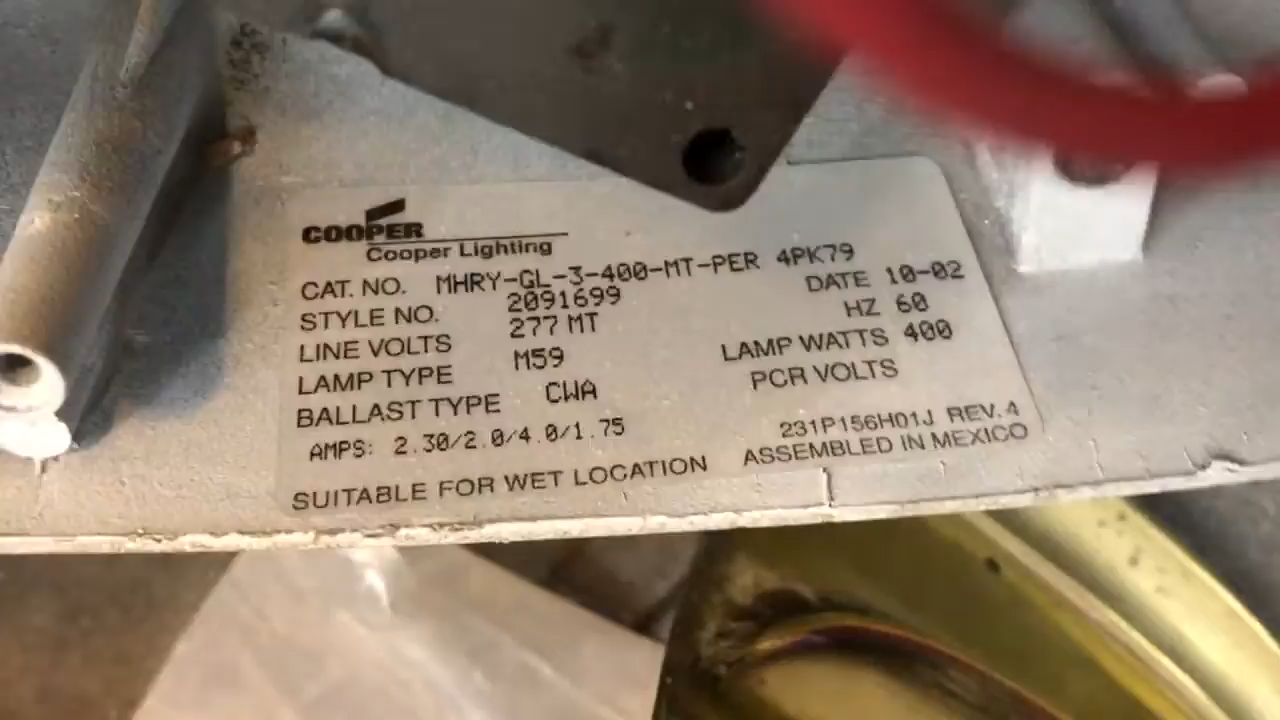 COOPER
Cooper Lighting
CAT. NO. MHRY-GL-3-400-MT-PER 4PK79
STYLE NO. 2091699 DATE 10-02
LINE VOLTS 277 MT HZ 60
LAMP TYPE M59 LAMP WATTS 400
BALLAST TYPE CWA PCR VOLTS
AMPS: 2.30/2.0/4.0/1.75 231P156H01J REV. 4
SUITABLE FOR WET LOCATION ASSEMBLED IN MEXICO